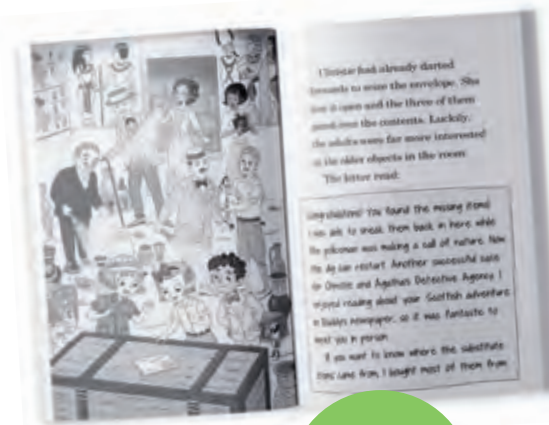 had already darted
forwards to seize the envelope. She
tore it open and the three of them
pored over the contents. Luckily,
the adults were far more interested
in the older objects in the room.
The letter read:
Congratulations! You found the missing items!
I was able to sneak them back in here while
the policeman was making a call of nature. Now
the dig can restart. Another successful case
for Christie and Agatha's Detective Agency. I
enjoyed reading about your Scottish adventure
in Daddy's newspaper, so it was fantastic to
meet you in person.
If you want to know where the substitute
items came from, I bought most of them from